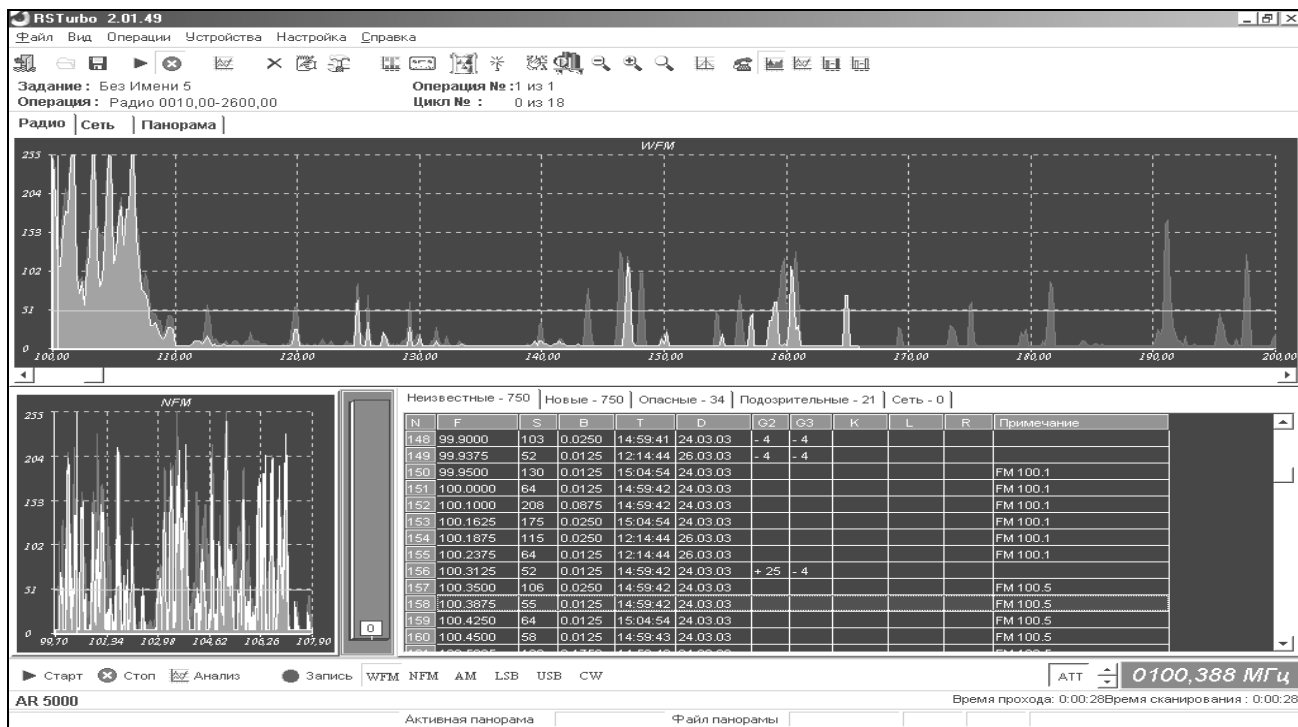 RSTurbo 2.01.49
Файл Вид Операции Устройства Настройка Справка
Задание : Без Имени 5 Операция № :1 из 1
Операция : Радио 0010,00-2600,00 Цикл № : 0 из 18
Радио Сеть Панорама
WFM
255
204
153
102
51
0
100,00 110,00 120,00 130,00 140,00 150,00 160,00 170,00 180,00 190,00 200,00
NFM
255
204
153
102
51
0
99,70 101,34 102,98 104,62 106,26 107,90
0
Неизвестные - 750 Новые - 750 Опасные - 34 Подозрительные - 21 Сеть - 0
N F S B T D G2 G3 K L R Примечание
148 99.9000 103 0.0250 14:59:41 24.03.03 - 4 - 4
149 99.9375 52 0.0125 12:14:44 26.03.03 - 4 - 4
150 99.9500 130 0.0125 15:04:54 24.03.03 FM 100.1
151 100.0000 64 0.0125 14:59:42 24.03.03 FM 100.1
152 100.1000 208 0.0875 14:59:42 24.03.03 FM 100.1
153 100.1625 175 0.0250 15:04:54 24.03.03 FM 100.1
154 100.1875 115 0.0250 12:14:44 26.03.03 FM 100.1
155 100.2375 64 0.0125 12:14:44 26.03.03 FM 100.1
156 100.3125 52 0.0125 14:59:42 24.03.03 + 25 - 4
157 100.3500 106 0.0250 14:59:42 24.03.03 FM 100.5
158 100.3875 55 0.0125 14:59:42 24.03.03 FM 100.5
159 100.4250 64 0.0125 15:04:54 24.03.03 FM 100.5
160 100.4500 58 0.0125 14:59:43 24.03.03 FM 100.5
Старт Стоп Анализ Запись WFM NFM AM LSB USB CW ATT 0100,388 МГц
AR 5000 Время прохода: 0:00:28Время сканирования : 0:00:28
Активная панорама Файл панорамы